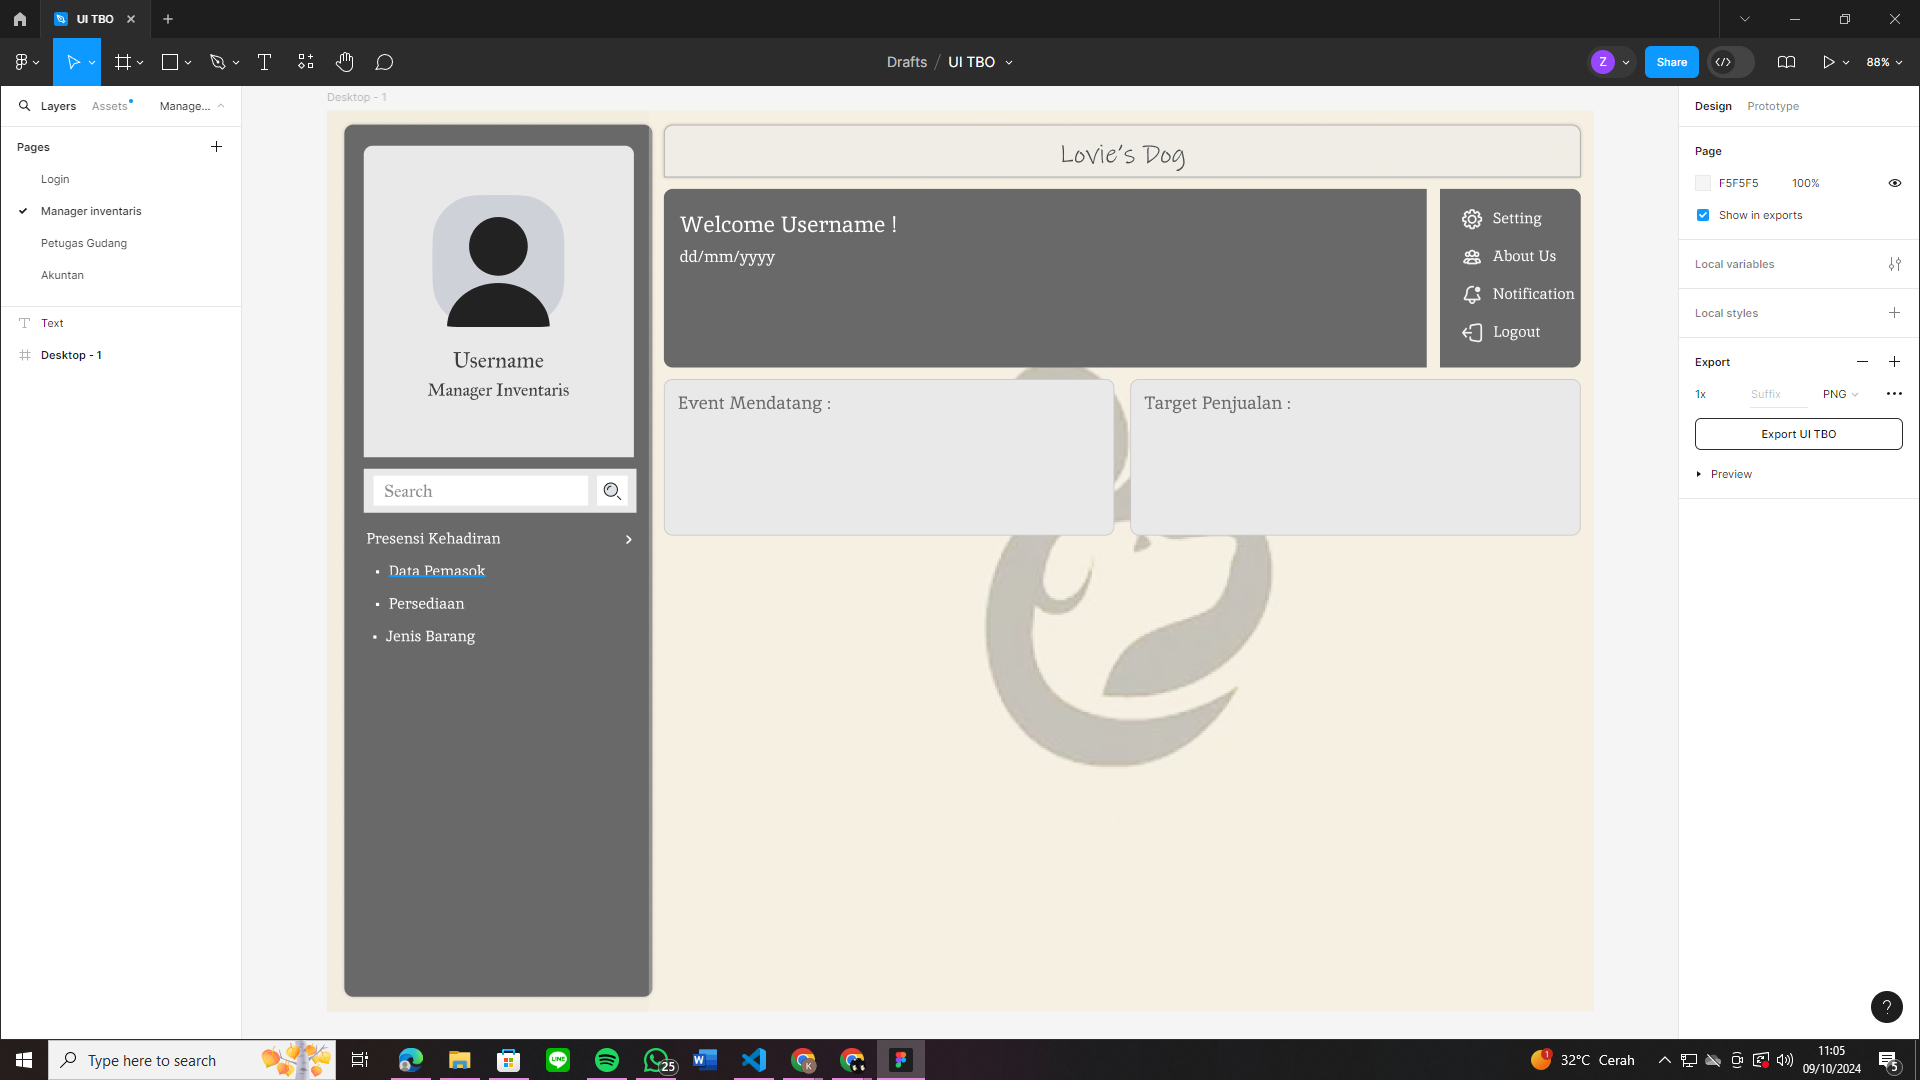 UI TBO
Drafts / UI TBO
Z
Share
88%
Layers
Assets
Manage...
Pages
Login
Manager inventaris
Petugas Gudang
Akuntan
Text
Desktop - 1
Desktop - 1
Lovie's Dog
Username
Manager Inventaris
Search
Presensi Kehadiran
• Data Pemasok
• Persediaan
• Jenis Barang
Welcome Username !
dd/mm/yyyy
Setting
About Us
Notification
Logout
Event Mendatang :
Target Penjualan :
Design
Prototype
Page
F5F5F5
100%
Show in exports
Local variables
Local styles
Export
1x
Suffix
PNG
Export UI TBO
Preview
?
Type here to search
LINE
25
W
K
1
32°C Cerah
11:05
09/10/2024
5